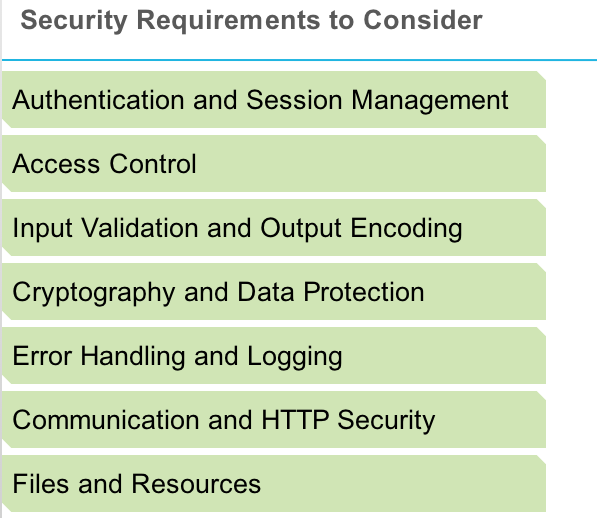 Security Requirements to Consider
Authentication and Session Management
Access Control
Input Validation and Output Encoding
Cryptography and Data Protection
Error Handling and Logging
Communication and HTTP Security
Files and Resources